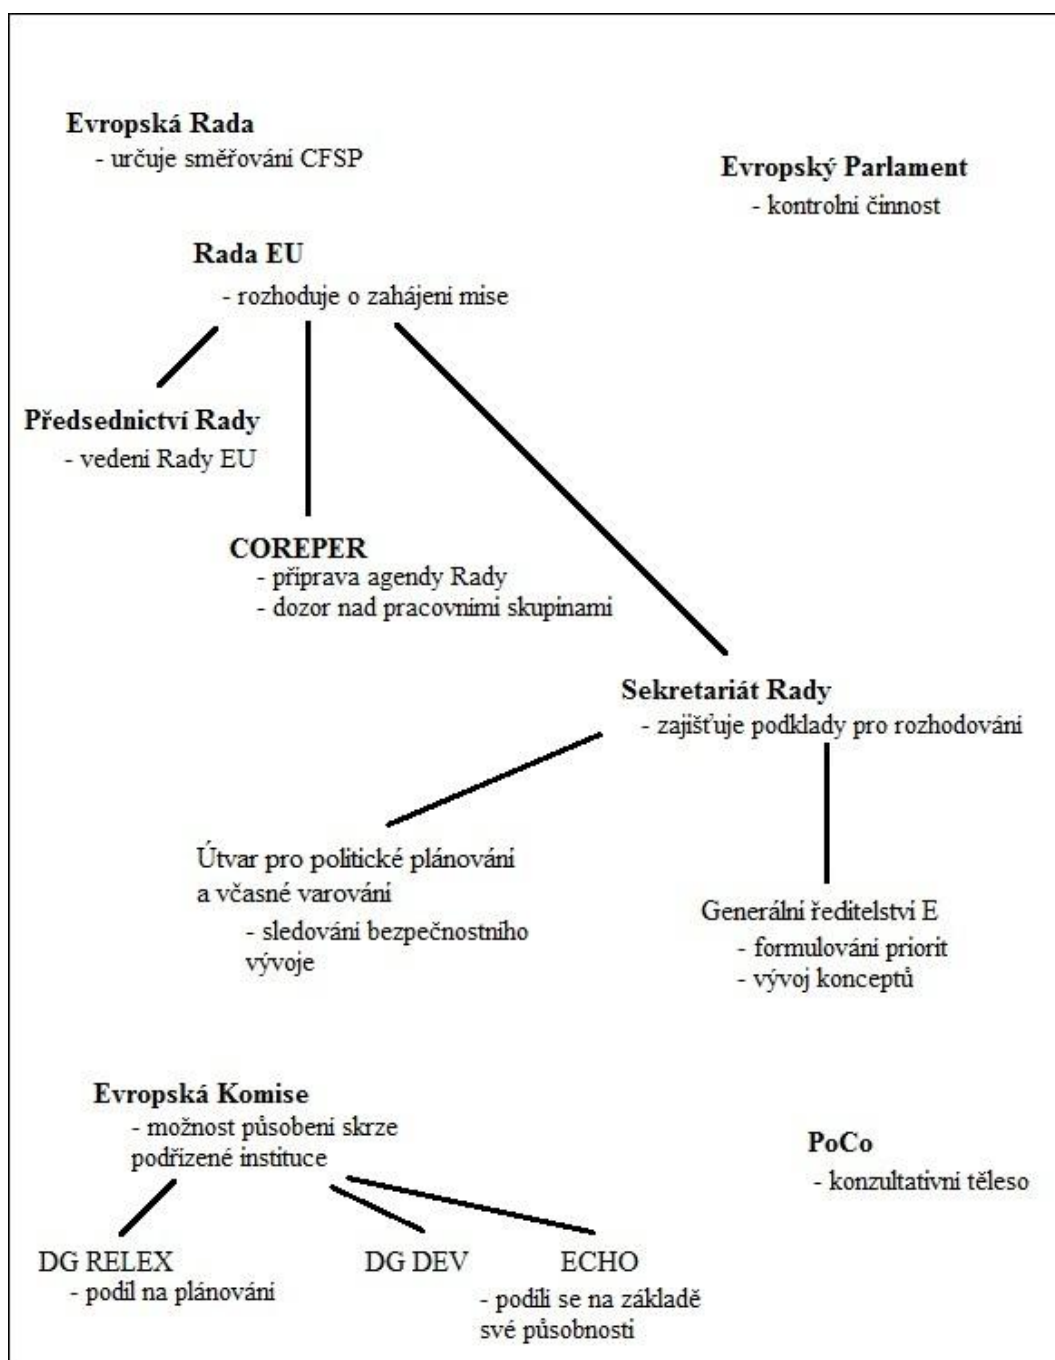 Evropská Rada
- určuje směřování CFSP
Evropský Parlament
- kontrolní činnost
Rada EU
- rozhoduje o zahájení mise
Předsednictví Rady
- vedení Rady EU
COREPER
- příprava agendy Rady
- dozor nad pracovními skupinami
Sekretariát Rady
- zajišťuje podklady pro rozhodování
Útvar pro politické plánování
a včasné varování
- sledování bezpečnostního
vývoje
Generální ředitelství E
- formulování priorit
- vývoj konceptů
Evropská Komise
- možnost působení skrze
podřízené instituce
PoCo
- konzultativní těleso
DG RELEX
- podíl na plánování
DG DEV
ECHO
- podílí se na základě
své působnosti